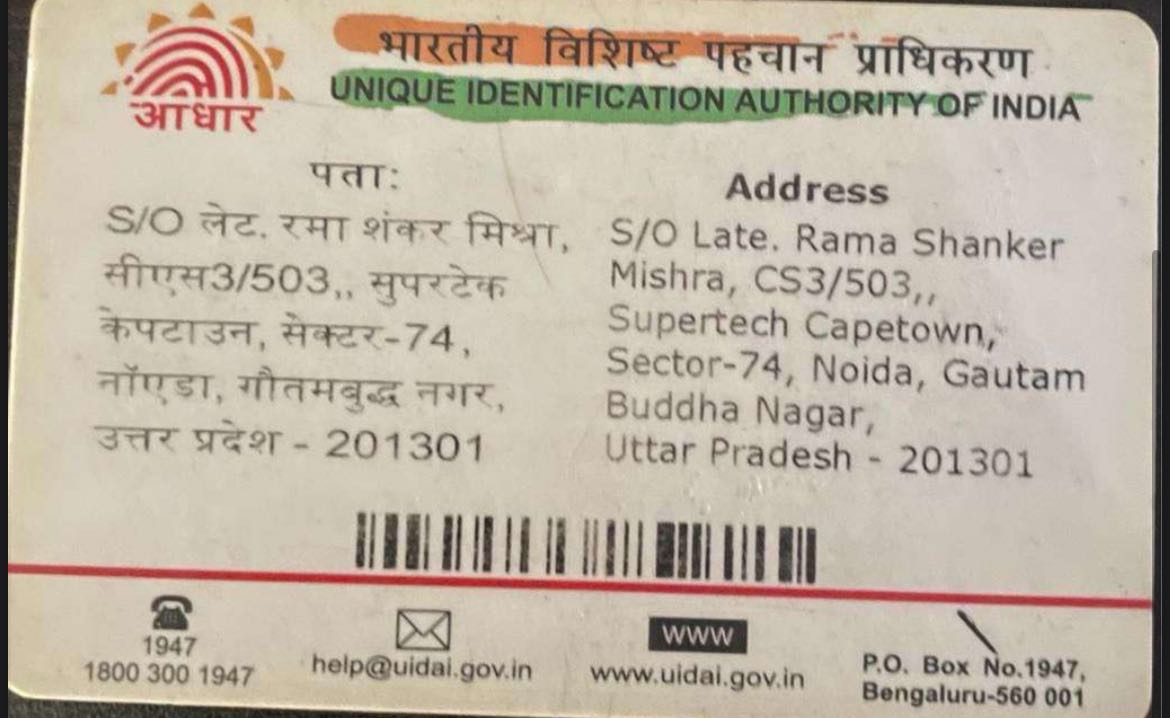 भारतीय विशिष्ट पहचान प्राधिकरण
UNIQUE IDENTIFICATION AUTHORITY OF INDIA
आधार
पता:
S/O लेट. रमा शंकर मिश्रा,
सीएस3/503,, सुपरटेक
केपटाउन, सेक्टर-74,
नॉएडा, गौतमबुद्ध नगर,
उत्तर प्रदेश - 201301
Address
S/O Late. Rama Shanker
Mishra, CS3/503,,
Supertech Capetown,
Sector-74, Noida, Gautam
Buddha Nagar,
Uttar Pradesh - 201301
1947
1800 300 1947
help@uidai.gov.in
WWW
www.uidai.gov.in
P.O. Box No.1947,
Bengaluru-560 001